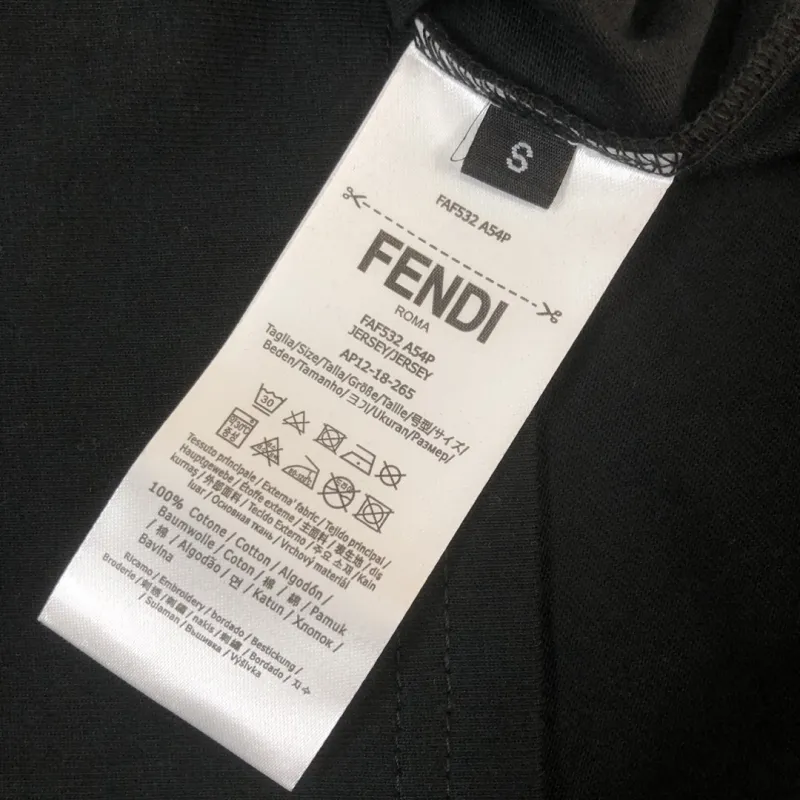 S
FAF532 A54P
FENDI
ROMA
FAF532 A54P
JERSEY/JERSEY
AP12-18-265
Taglia/Size/Talla/Größe/Taille/号型/サイズ/
Beden/Tamanho/ヨ기/Ukuran/Размер/
30
Tessuto principale / Externa' fabric / Tejido principal /
Hauptgewebe / Étoffe externe / 主面料 / 表生地 / dis
kumaş / 外部面料 / Tecido Externo / 주요 소재 / Kain
luar / Основная ткань / Vrchový materiál
100% Cotone / Cotton / Algodón /
Baumwolle / Coton / 棉 / 綿 / Pamuk
/ 棉 / Algodão / 면 / Katun / Хлопок /
Bavlna
Ricamo / Embroidery / bordado / Bestickung /
Broderie / 刺绣 / 刺繍 / nakis / 刺繡 / Bordado / 자수
/ Sulaman / Вышивка / Výšivka